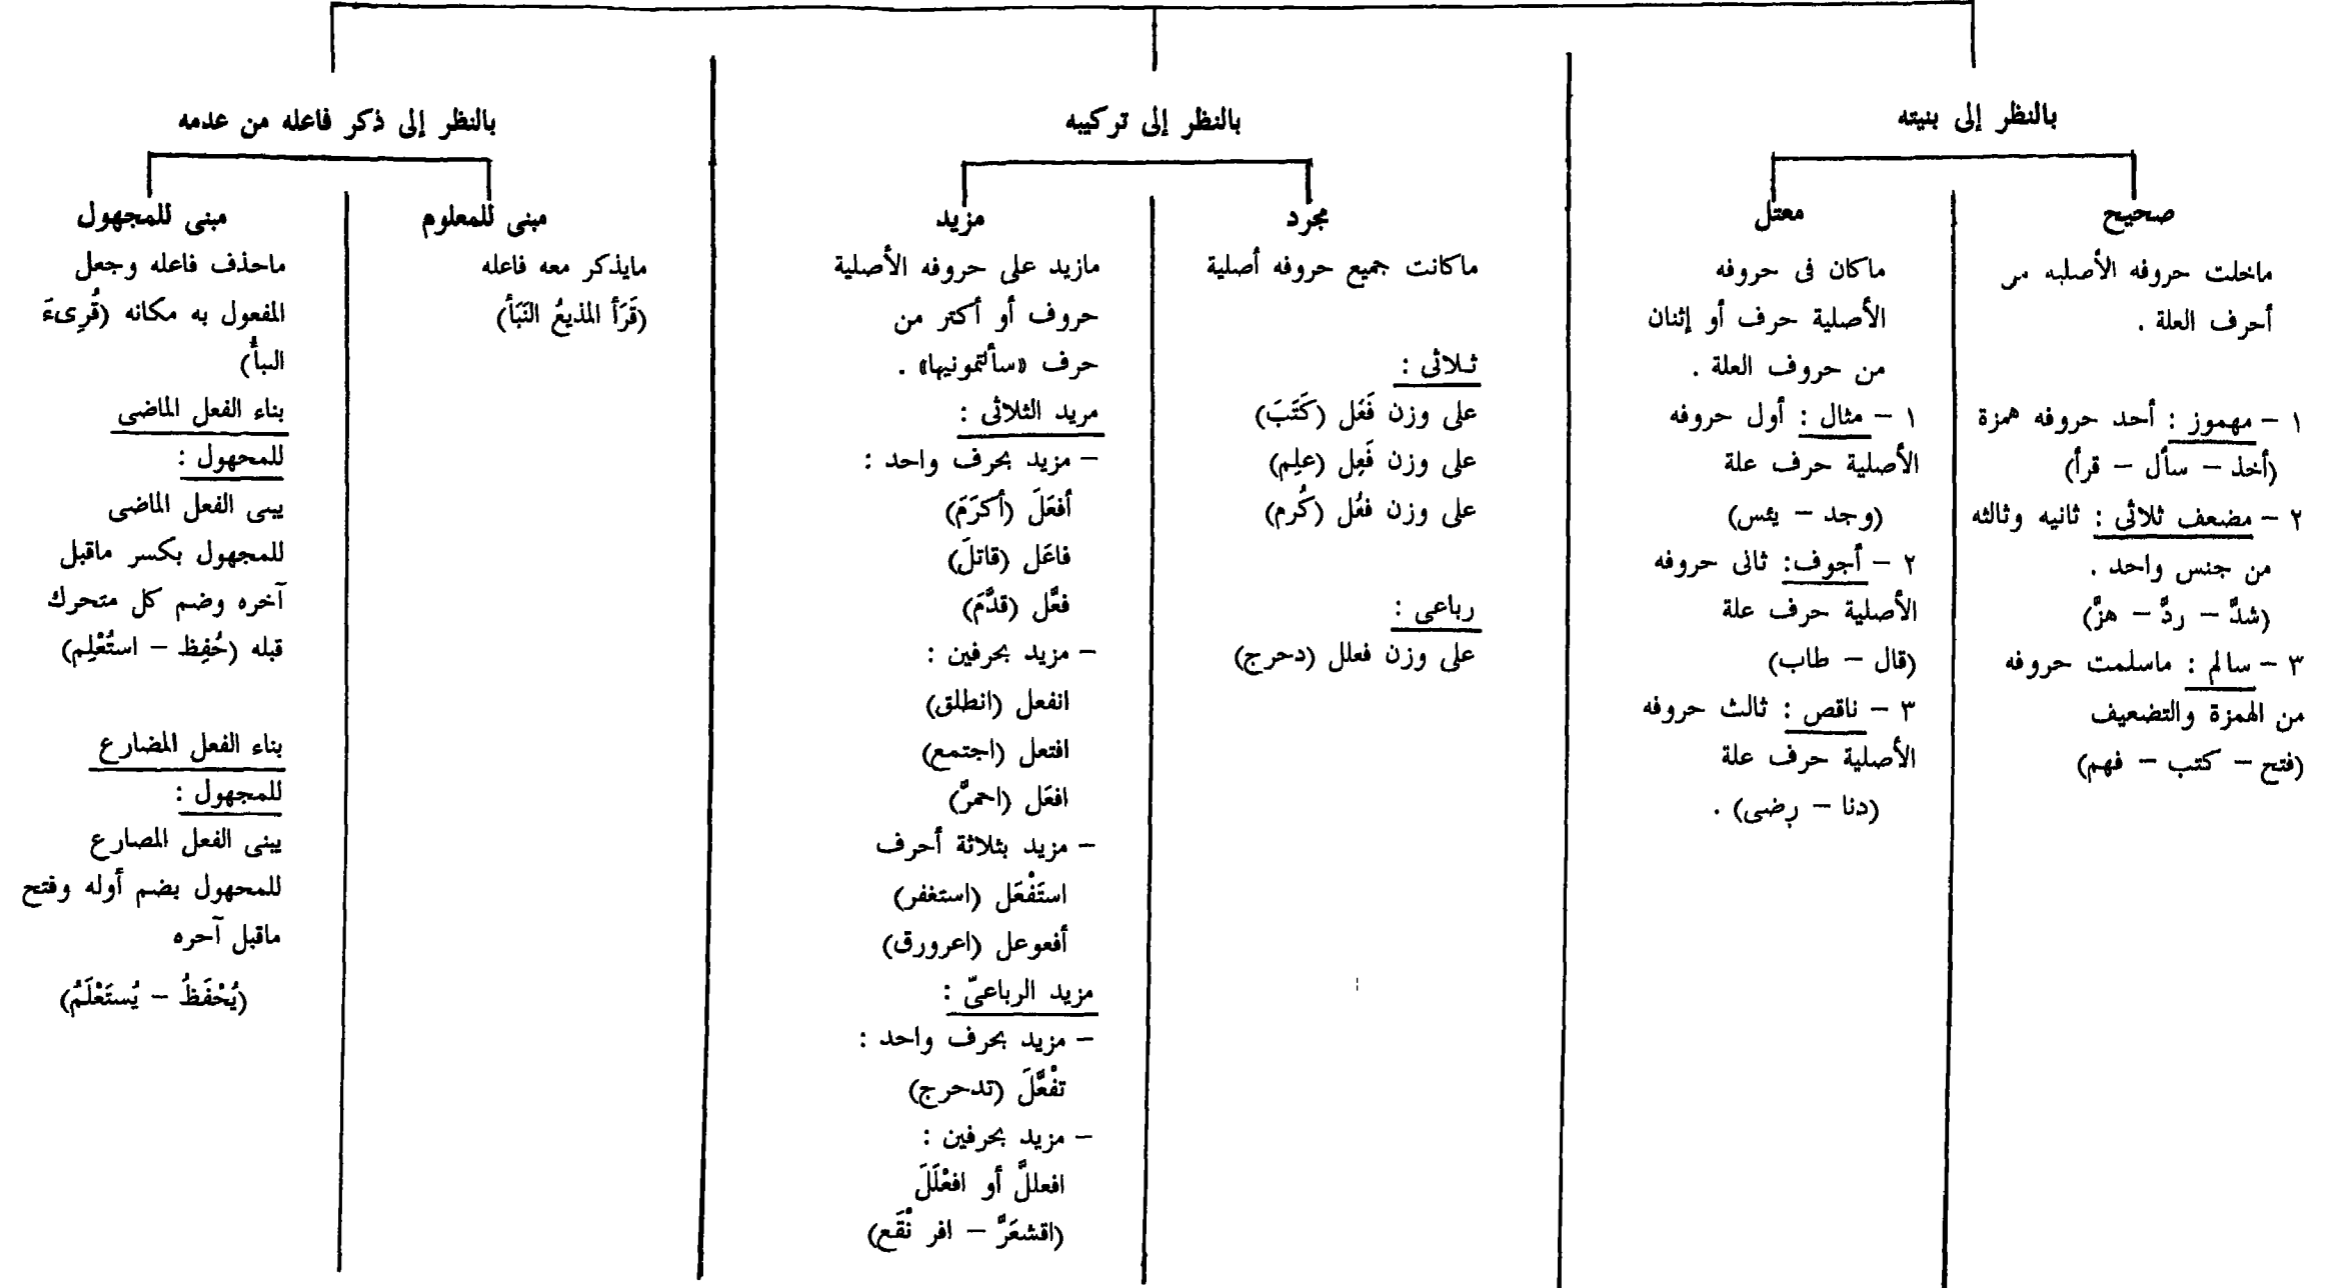 بالنظر إلى بنيته
صحيح
ماخلت حروفه الأصليه من
أحرف العلة .
١ – مهموز : أحد حروفه همزة
(أخذ – سأل – قرأ)
٢ – مضعف ثلاثى : ثانيه وثالثه
من جنس واحد .
(شدَّ – ردَّ – هزَّ)
٣ – سالم : ماسلمت حروفه
من الهمزة والتضعيف
(فتح – كتب – فهم)
معتل
ماكان فى حروفه
الأصلية حرف أو إثنان
من حروف العلة .
١ – مثال : أول حروفه
الأصلية حرف علة
(وجد – يئس)
٢ – أجوف: ثانى حروفه
الأصلية حرف علة
(قال – طاب)
٣ – ناقص : ثالث حروفه
الأصلية حرف علة
(دنا – رضى) .
بالنظر إلى تركيبه
مجرد
ماكانت جميع حروفه أصلية
ثلاثى :
على وزن فَعَل (كَتَبَ)
على وزن فَعِل (علِم)
على وزن فعُل (كُرم)
رباعى :
على وزن فعلل (دحرج)
مزيد
مازيد على حروفه الأصلية
حروف أو أكثر من
حرف «سألتمونيها» .
مريد الثلاثى :
– مزيد بحرف واحد :
أفعَلَ (أكرَمَ)
فاعَل (قاتلَ)
فعَّل (قدَّمَ)
– مزيد بحرفين :
انفعل (انطلق)
افتعل (اجتمع)
افعَل (احمرَّ)
– مزيد بثلاثة أحرف
استَفْعَل (استغفر)
أفعوعل (اعرورق)
مزيد الرباعىّ :
– مزيد بحرف واحد :
تفْعَّلَ (تدحرج)
– مزيد بحرفين :
افعللَّ أو افعْلَلَ
(اقشعَرَّ – افر نْقَع)
بالنظر إلى ذكر فاعله من عدمه
مبنى للمعلوم
مايذكر معه فاعله
(قَرَأ المذيعُ النَبَأ)
مبنى للمجهول
ماحذف فاعله وجعل
المفعول به مكانه (قُرِىءَ
النبأُ)
بناء الفعل الماضى
للمحهول :
يبنى الفعل الماضى
للمجهول بكسر ماقبل
آخره وضم كل متحرك
قبله (حُفِظ – استُعْلِم)
بناء الفعل المضارع
للمجهول :
يبنى الفعل المصارع
للمحهول بضم أوله وفتح
ماقبل آحره
(يُحْفَظُ – يُستَعْلَمُ)